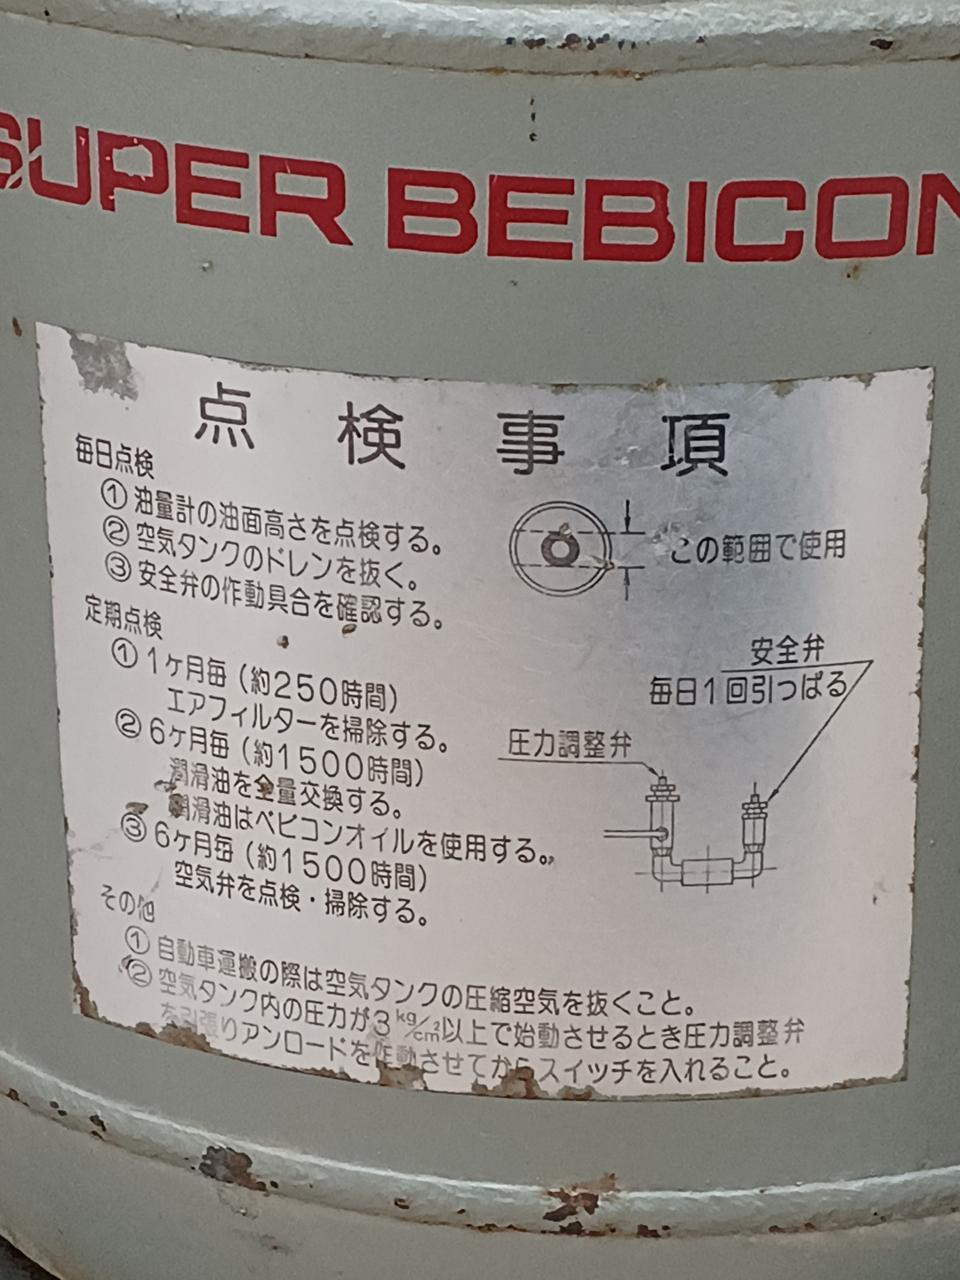 SUPER BEBICON
点検事項
毎日点検
① 油量計の油面高さを点検する。
② 空気タンクのドレンを抜く。
③ 安全弁の作動具合を確認する。
この範囲で使用
定期点検
① 1ヶ月毎(約250時間)
エアフィルターを掃除する。
② 6ヶ月毎(約1500時間)
潤滑油を全量交換する。
潤滑油はベビコンオイルを使用する。
③ 6ヶ月毎(約1500時間)
空気弁を点検・掃除する。
安全弁
毎日1回引っぱる
圧力調整弁
その他
① 自動車運搬の際は空気タンクの圧縮空気を抜くこと。
② 空気タンク内の圧力が3kg/cm²以上で始動させるとき圧力調整弁
を引張りアンロードを作動させてからスイッチを入れること。